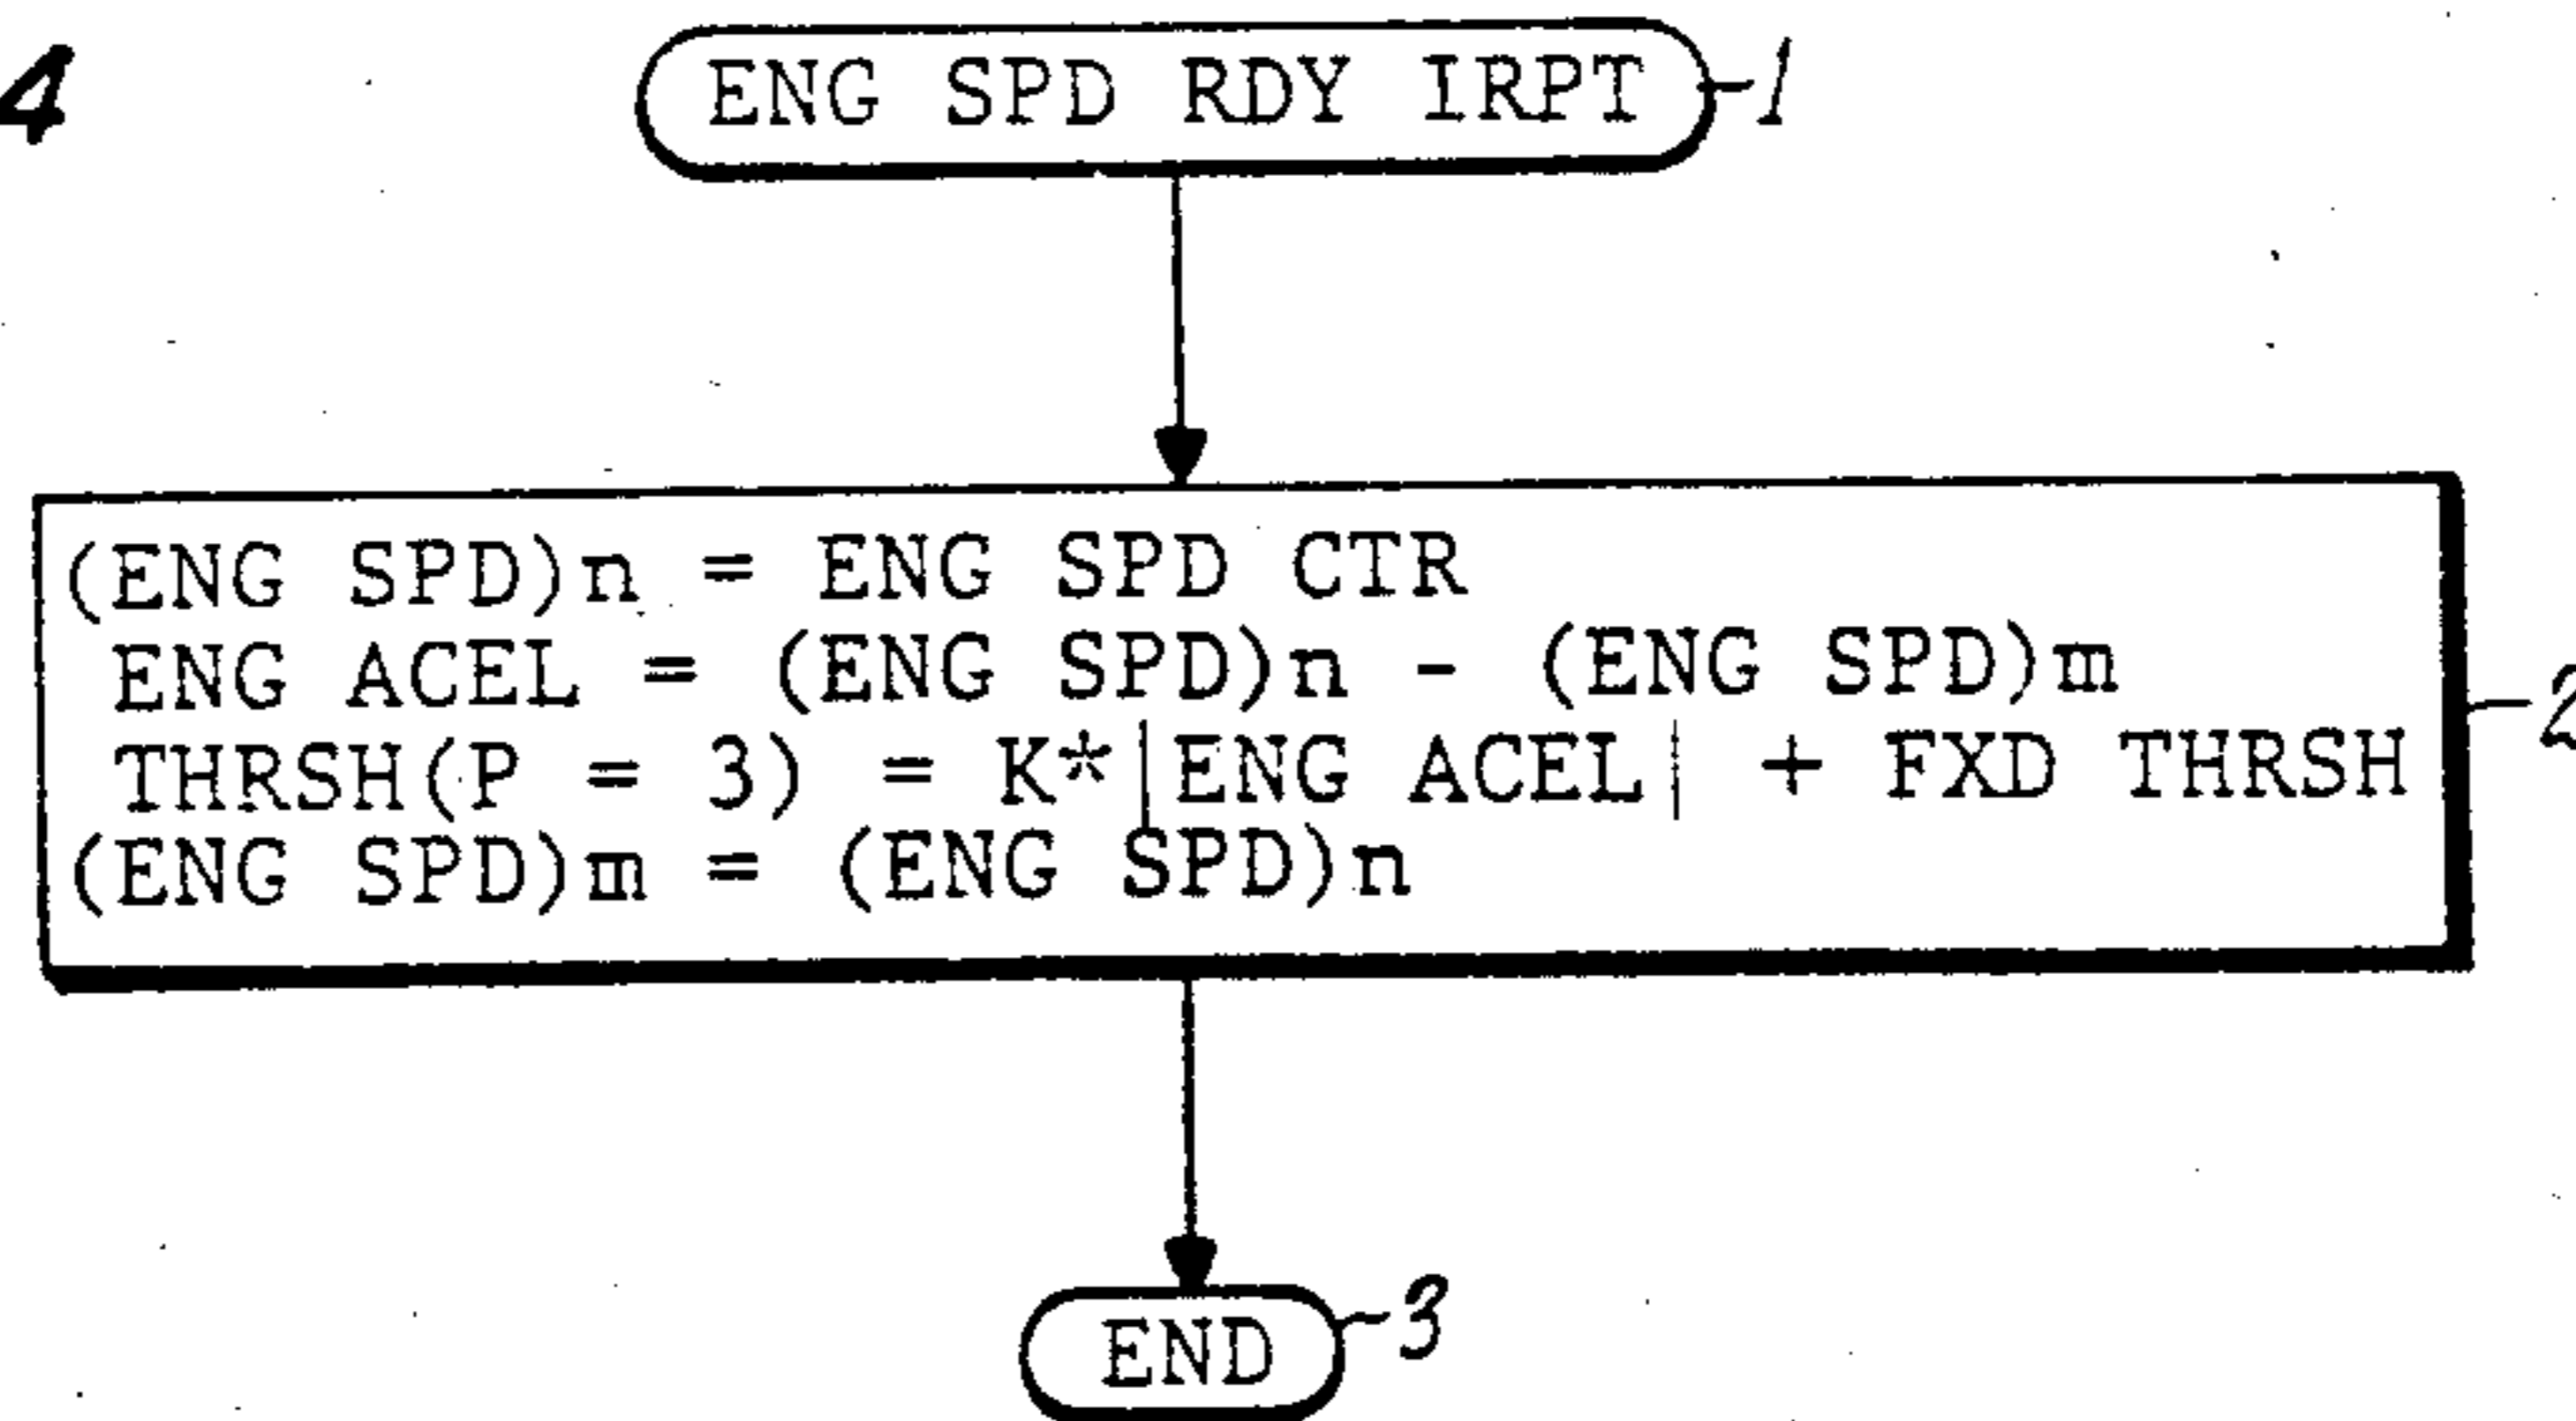 4
ENG SPD RDY IRPT 1
(ENG SPD)n = ENG SPD CTR
ENG ACEL = (ENG SPD)n - (ENG SPD)m
THRSH(P = 3) = K*|ENG ACEL| + FXD THRSH
(ENG SPD)m = (ENG SPD)n
2
END 3